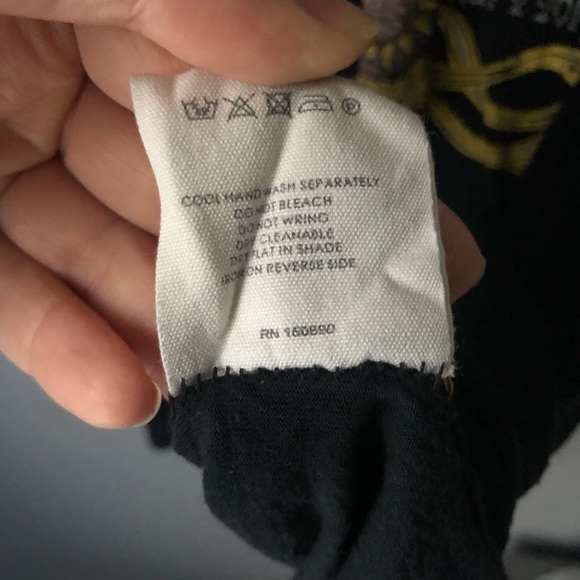 COOL HAND WASH SEPARATELY
DO NOT BLEACH
DO NOT WRING
DRY CLEANABLE
DRY FLAT IN SHADE
IRON ON REVERSE SIDE
RN 160690